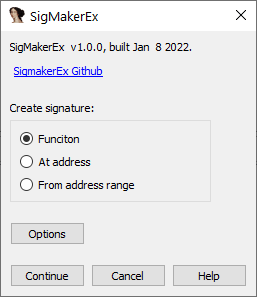 SigMakerEx
SigMakerEx v1.0.0, built Jan 8 2022.
SigmakerEx Github
Create signature:
Funciton
At address
From address range
Options
Continue Cancel Help